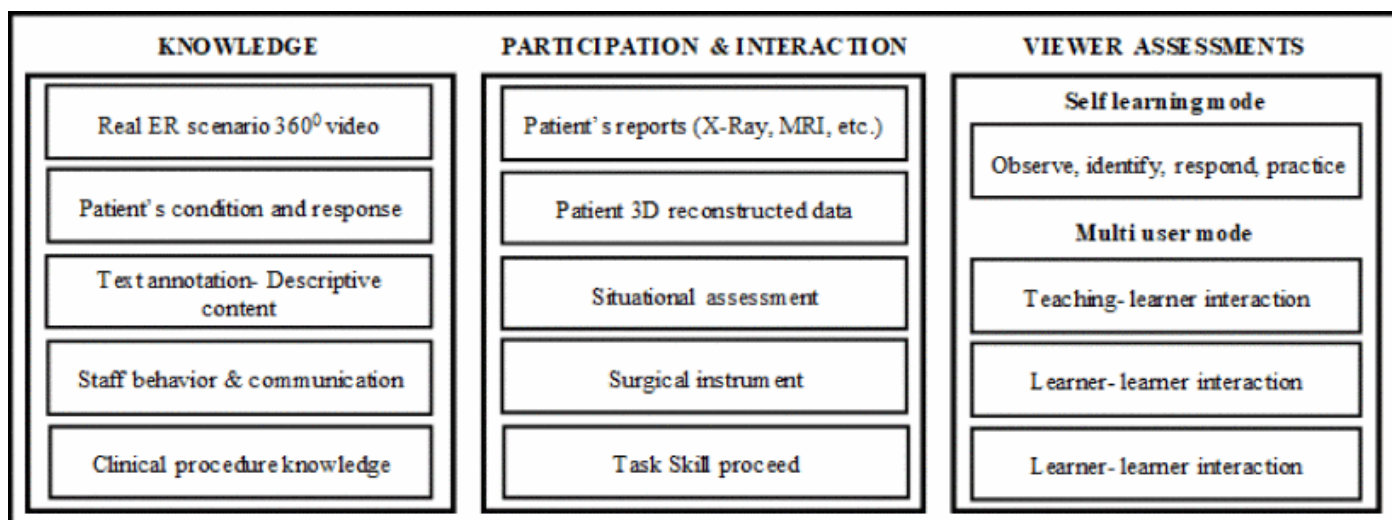 KNOWLEDGE
Real ER scenario 360⁰ video
Patient's condition and response
Text annotation- Descriptive
content
Staff behavior & communication
Clinical procedure knowledge
PARTICIPATION & INTERACTION
Patient's reports (X-Ray, MRI, etc.)
Patient 3D reconstructed data
Situational assessment
Surgical instrument
Task Skill proceed
VIEWER ASSESSMENTS
Self learning mode
Observe, identify, respond, practice
Multi user mode
Teaching- learner interaction
Learner- learner interaction
Learner- learner interaction